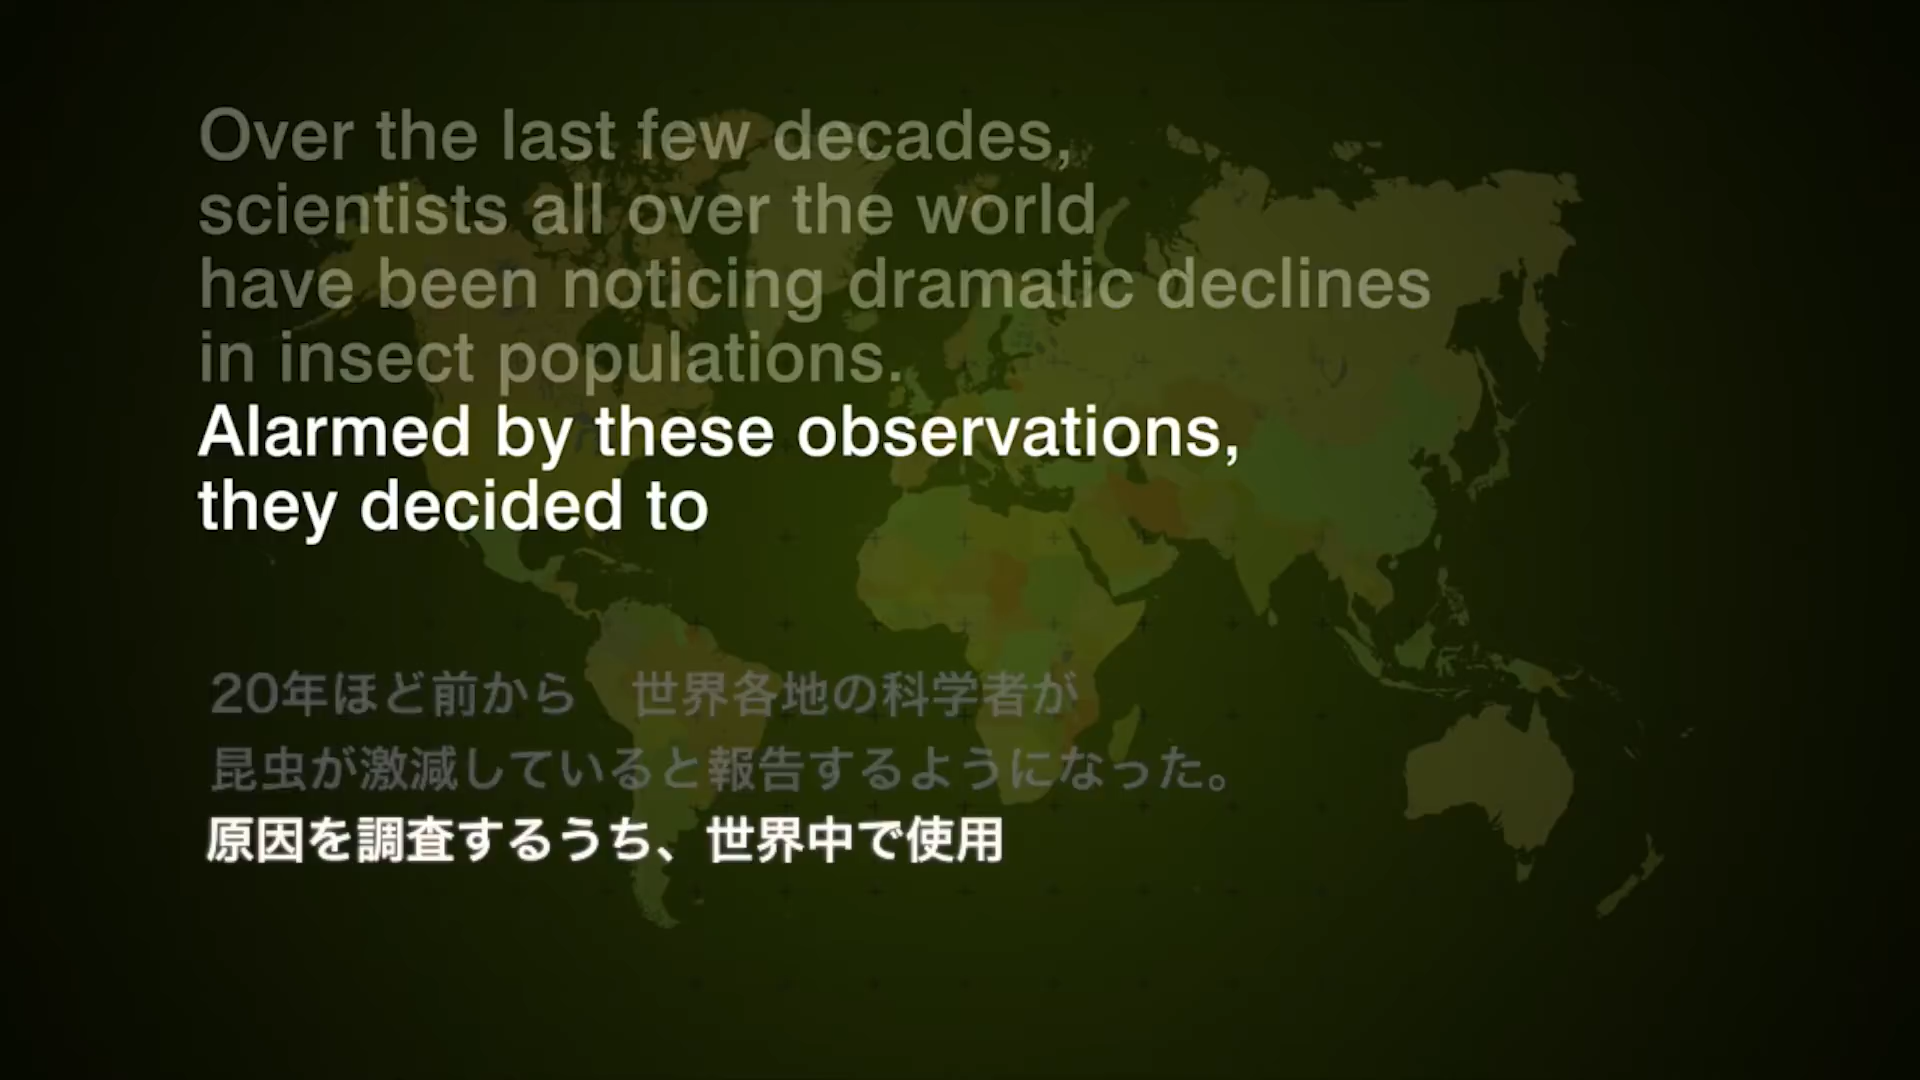 Over the last few decades,
scientists all over the world
have been noticing dramatic declines
in insect populations.
Alarmed by these observations,
they decided to
20年ほど前から　世界各地の科学者が
昆虫が激減していると報告するようになった。
原因を調査するうち、世界中で使用